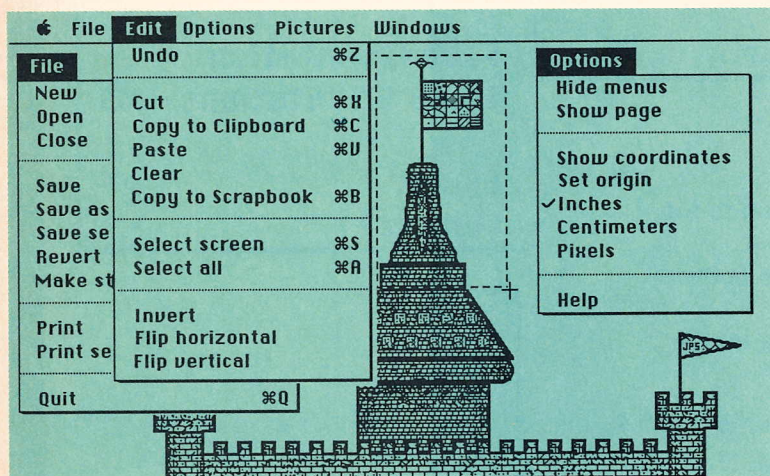 File Edit Options Pictures Windows
File
New
Open
Close
Save
Save as
Save se
Revert
Make st
Print
Print se
Quit ⌘Q
Undo ⌘Z
Cut ⌘X
Copy to Clipboard ⌘C
Paste ⌘V
Clear
Copy to Scrapbook ⌘B
Select screen ⌘S
Select all ⌘A
Invert
Flip horizontal
Flip vertical
Options
Hide menus
Show page
Show coordinates
Set origin
✓Inches
Centimeters
Pixels
Help
JPS